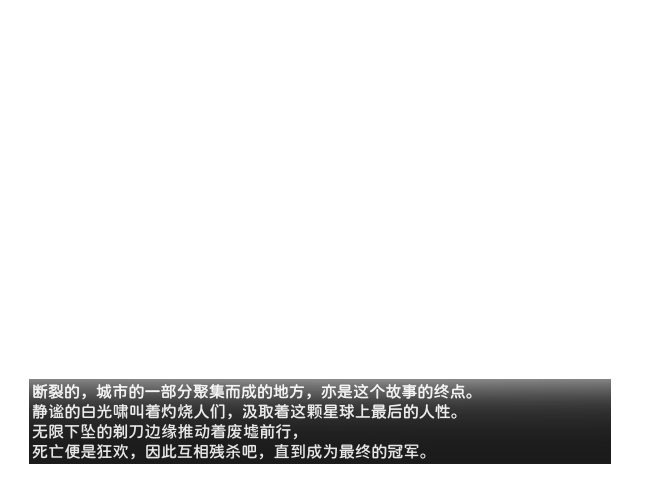 断裂的，城市的一部分聚集而成的地方，亦是这个故事的终点。
静谧的白光啸叫着灼烧人们，汲取着这颗星球上最后的人性。
无限下坠的剃刀边缘推动着废墟前行，
死亡便是狂欢，因此互相残杀吧，直到成为最终的冠军。